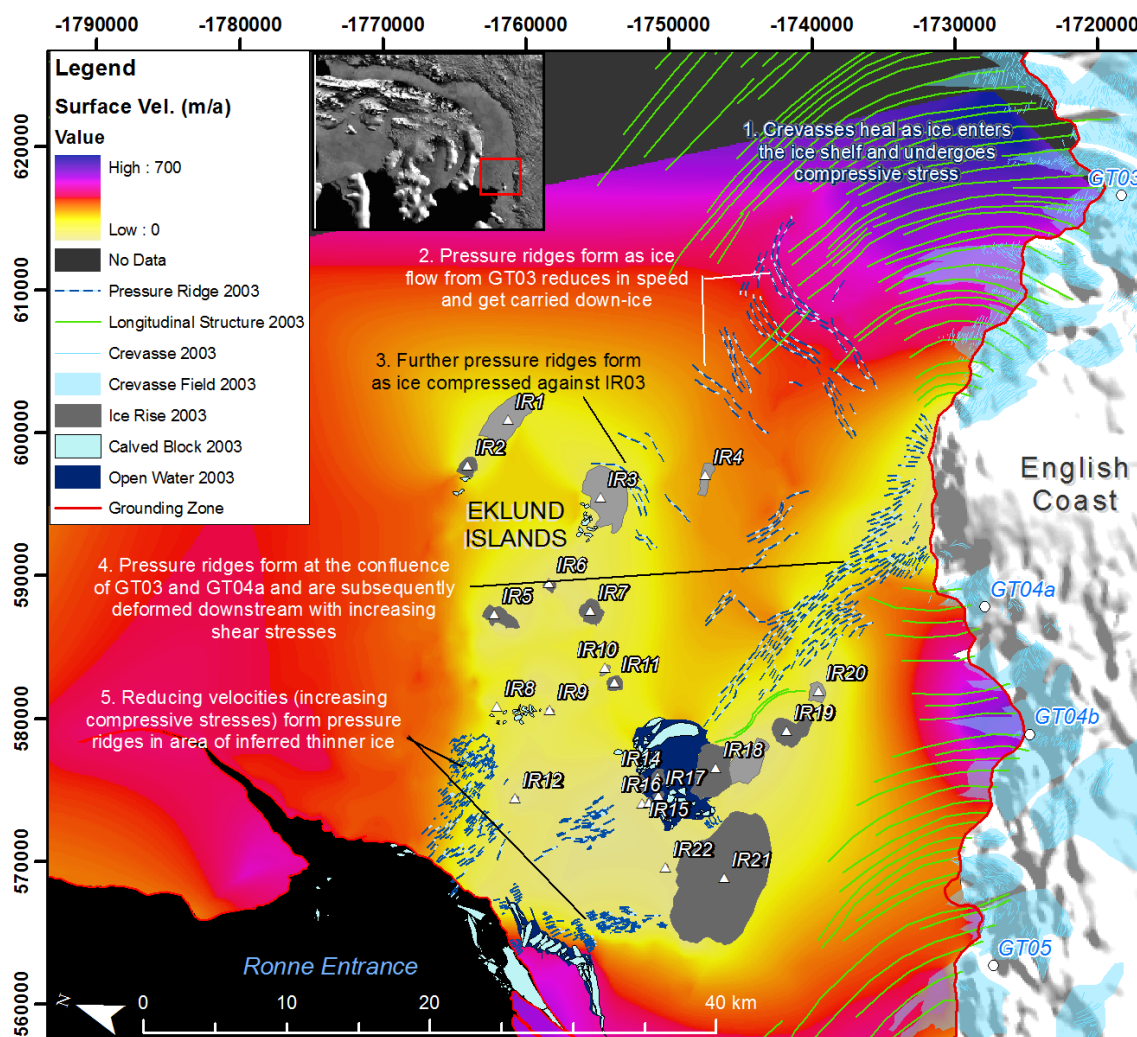 -1790000 -1780000 -1770000 -1760000 -1750000 -1740000 -1730000 -1720000
Legend
Surface Vel. (m/a)
Value
High : 700
Low : 0
No Data
Pressure Ridge 2003
Longitudinal Structure 2003
Crevasse 2003
Crevasse Field 2003
Ice Rise 2003
Calved Block 2003
Open Water 2003
Grounding Zone
620000
610000
600000
590000
580000
570000
560000
1. Crevasses heal as ice enters
the ice shelf and undergoes
compressive stress
GT03
2. Pressure ridges form as ice
flow from GT03 reduces in speed
and get carried down-ice
3. Further pressure ridges form
as ice compressed against IR03
IR1
IR2
IR3
IR4
EKLUND
ISLANDS
English
Coast
4. Pressure ridges form at the confluence
of GT03 and GT04a and are subsequently
deformed downstream with increasing
shear stresses
IR6
IR5
IR7
GT04a
IR10
IR11
IR20
IR8
IR9
IR19
GT04b
5. Reducing velocities (increasing
compressive stresses) form pressure
ridges in area of inferred thinner ice
IR14
IR18
IR17
IR16
IR12
IR15
IR22
IR21
GT05
Ronne Entrance
N
0 10 20 40 km